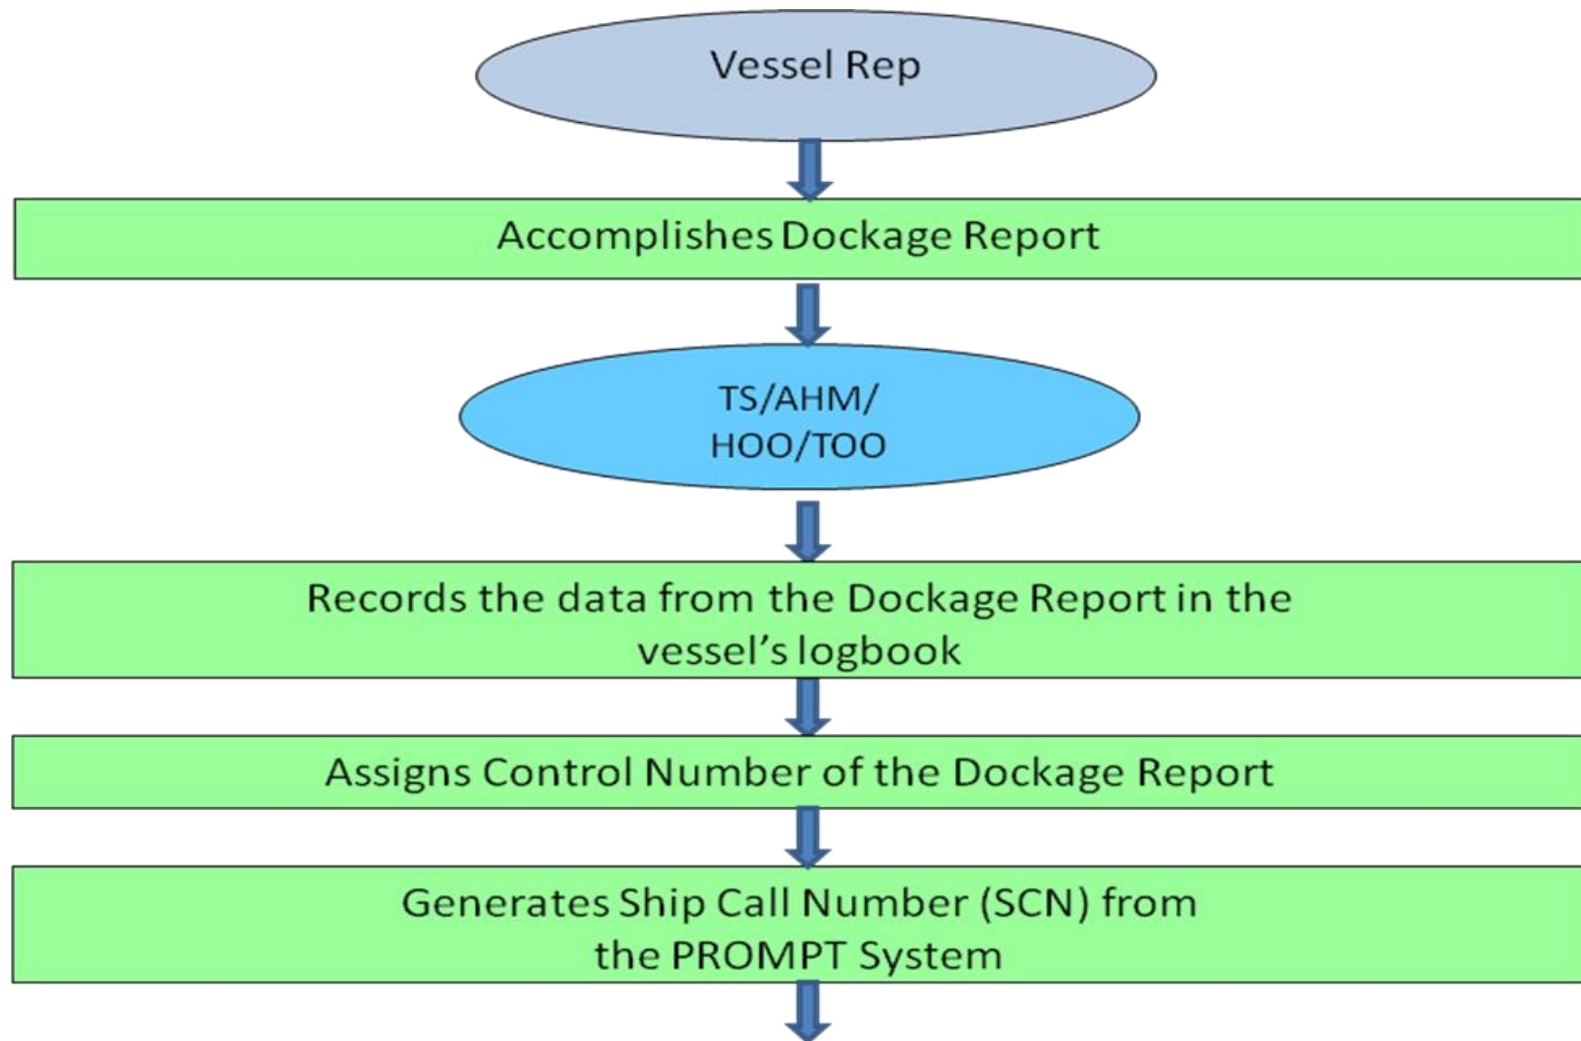 Vessel Rep
Accomplishes Dockage Report
TS/AHM/
HOO/TOO
Records the data from the Dockage Report in the
vessel’s logbook
Assigns Control Number of the Dockage Report
Generates Ship Call Number (SCN) from
the PROMPT System